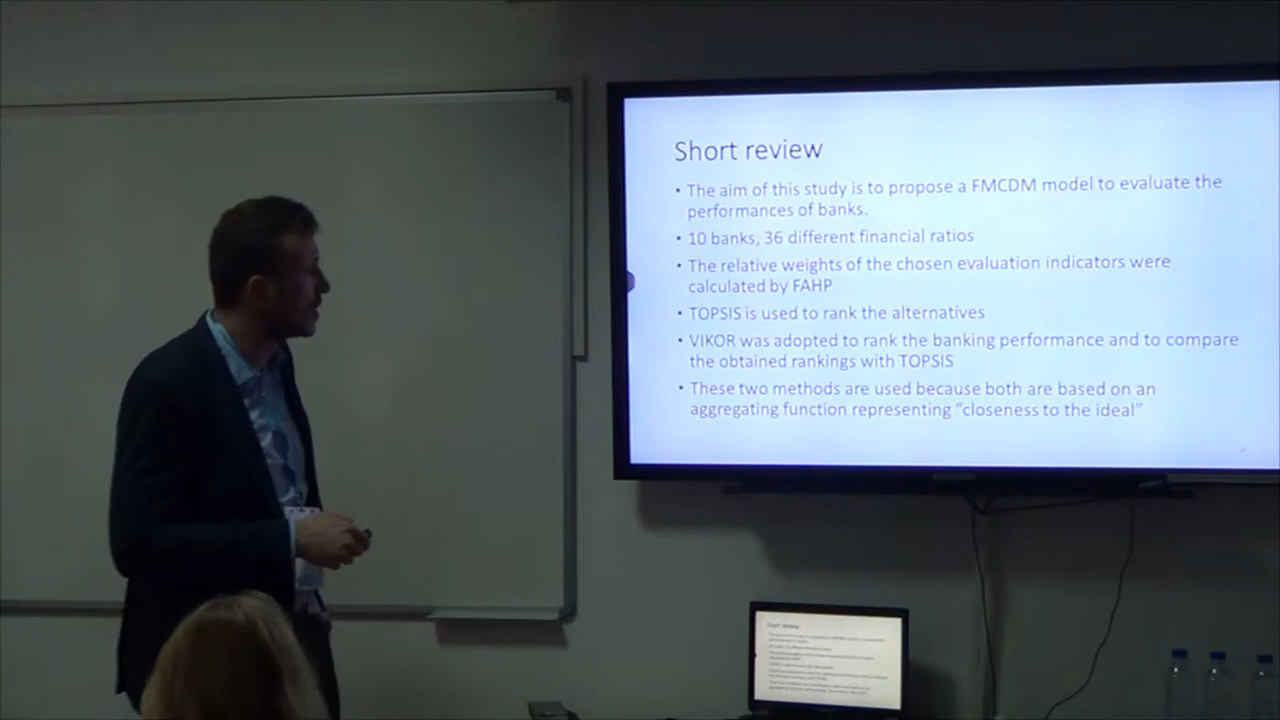 Short review
• The aim of this study is to propose a FMCDM model to evaluate the
performances of banks.
• 10 banks, 36 different financial ratios
• The relative weights of the chosen evaluation indicators were
calculated by FAHP
• TOPSIS is used to rank the alternatives
• VIKOR was adopted to rank the banking performance and to compare
the obtained rankings with TOPSIS
• These two methods are used because both are based on an
aggregating function representing “closeness to the ideal”
Short review